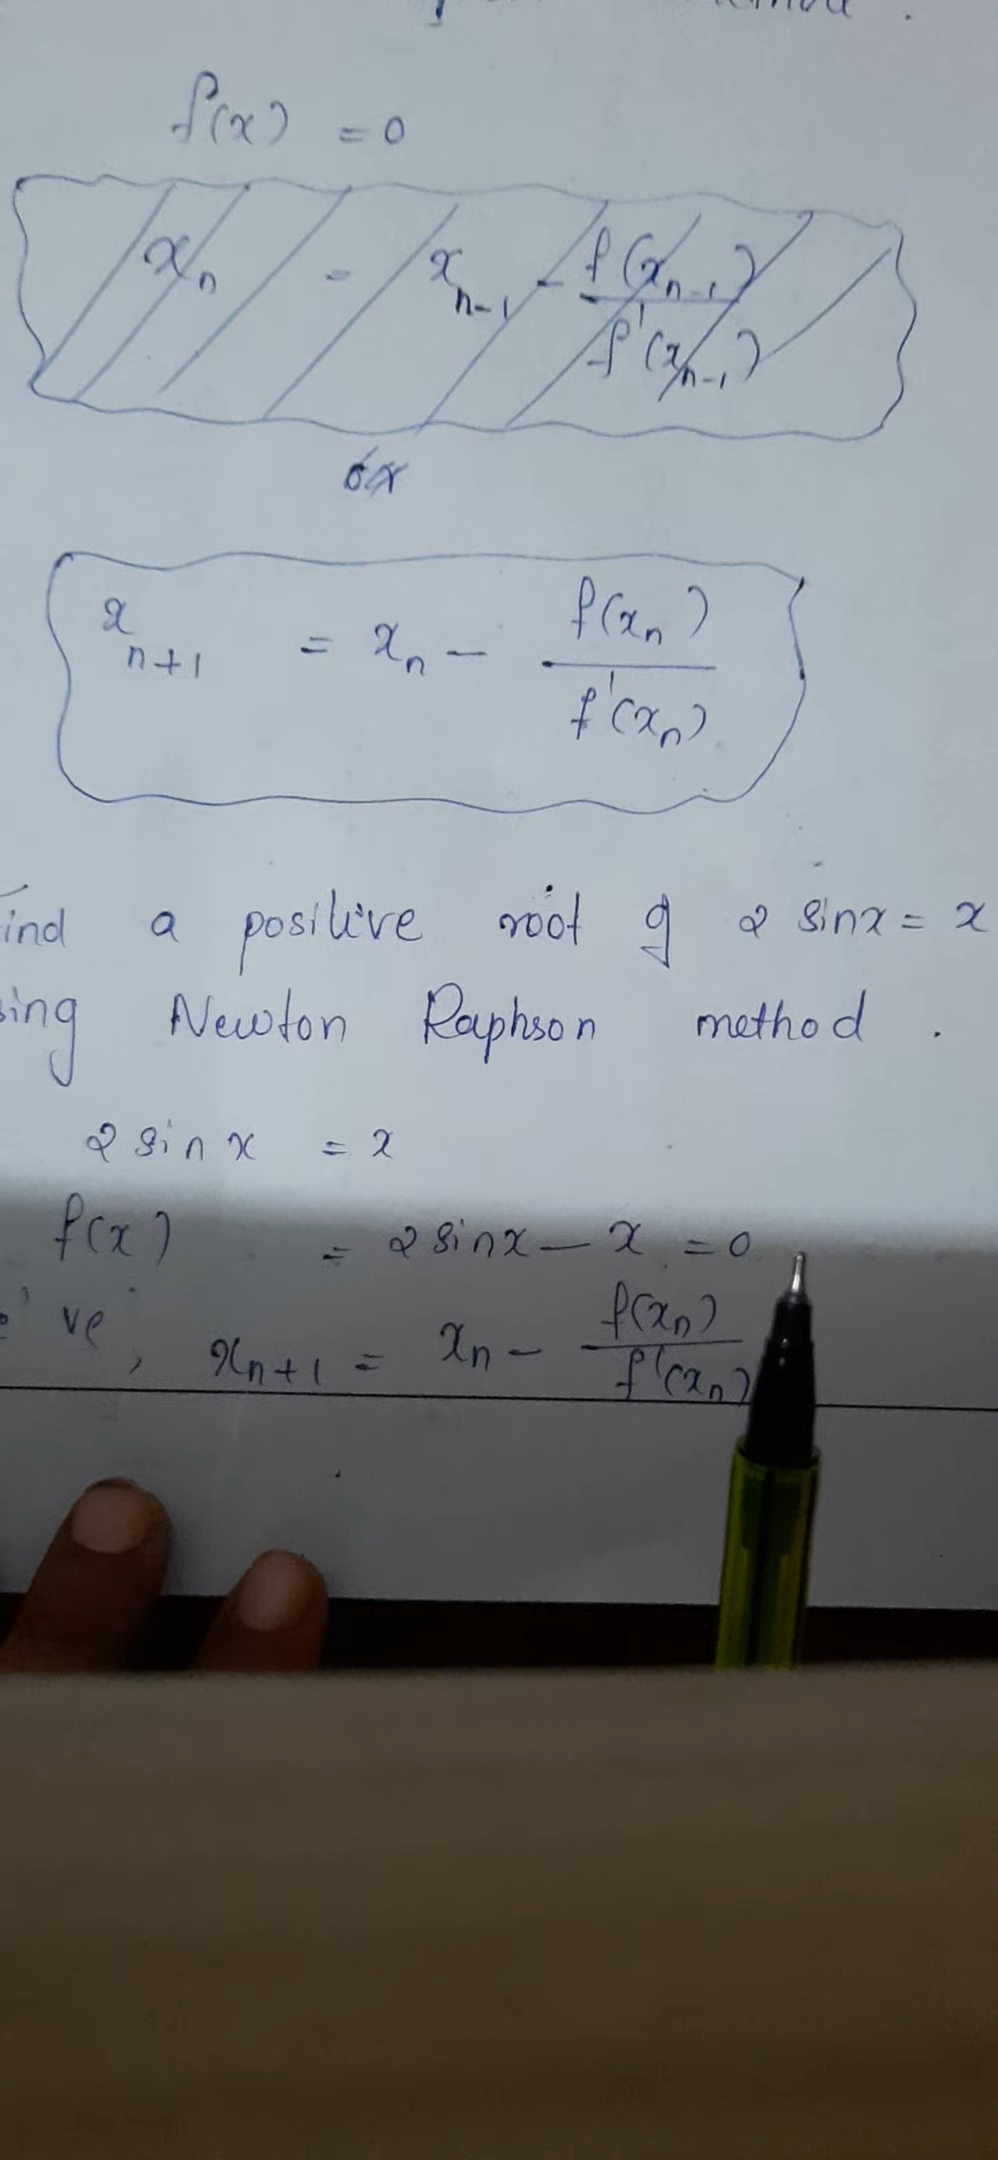 f(x) = 0
xₙ = xₙ₋₁ - f(xₙ₋₁) / f'(xₙ₋₁)
xₙ₊₁ = xₙ - f(xₙ) / f'(xₙ)
ind a positive root of 2 sinx = x
sing Newton Raphson method .
2 sin x = x
f(x) = 2 sinx - x = 0
e've, xₙ₊₁ = xₙ - f(xₙ) / f'(xₙ)